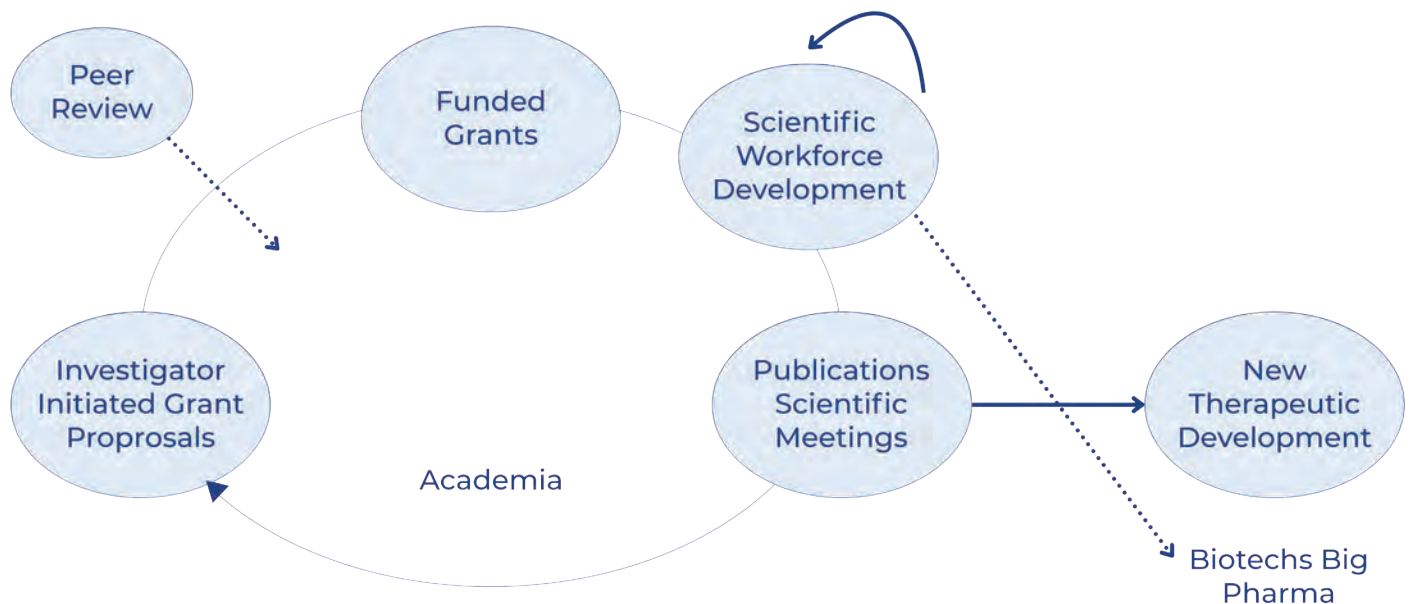 Peer
Review
Funded
Grants
Scientific
Workforce
Development
Investigator
Initiated Grant
Proprosals
Publications
Scientific
Meetings
New
Therapeutic
Development
Academia
Biotechs Big
Pharma